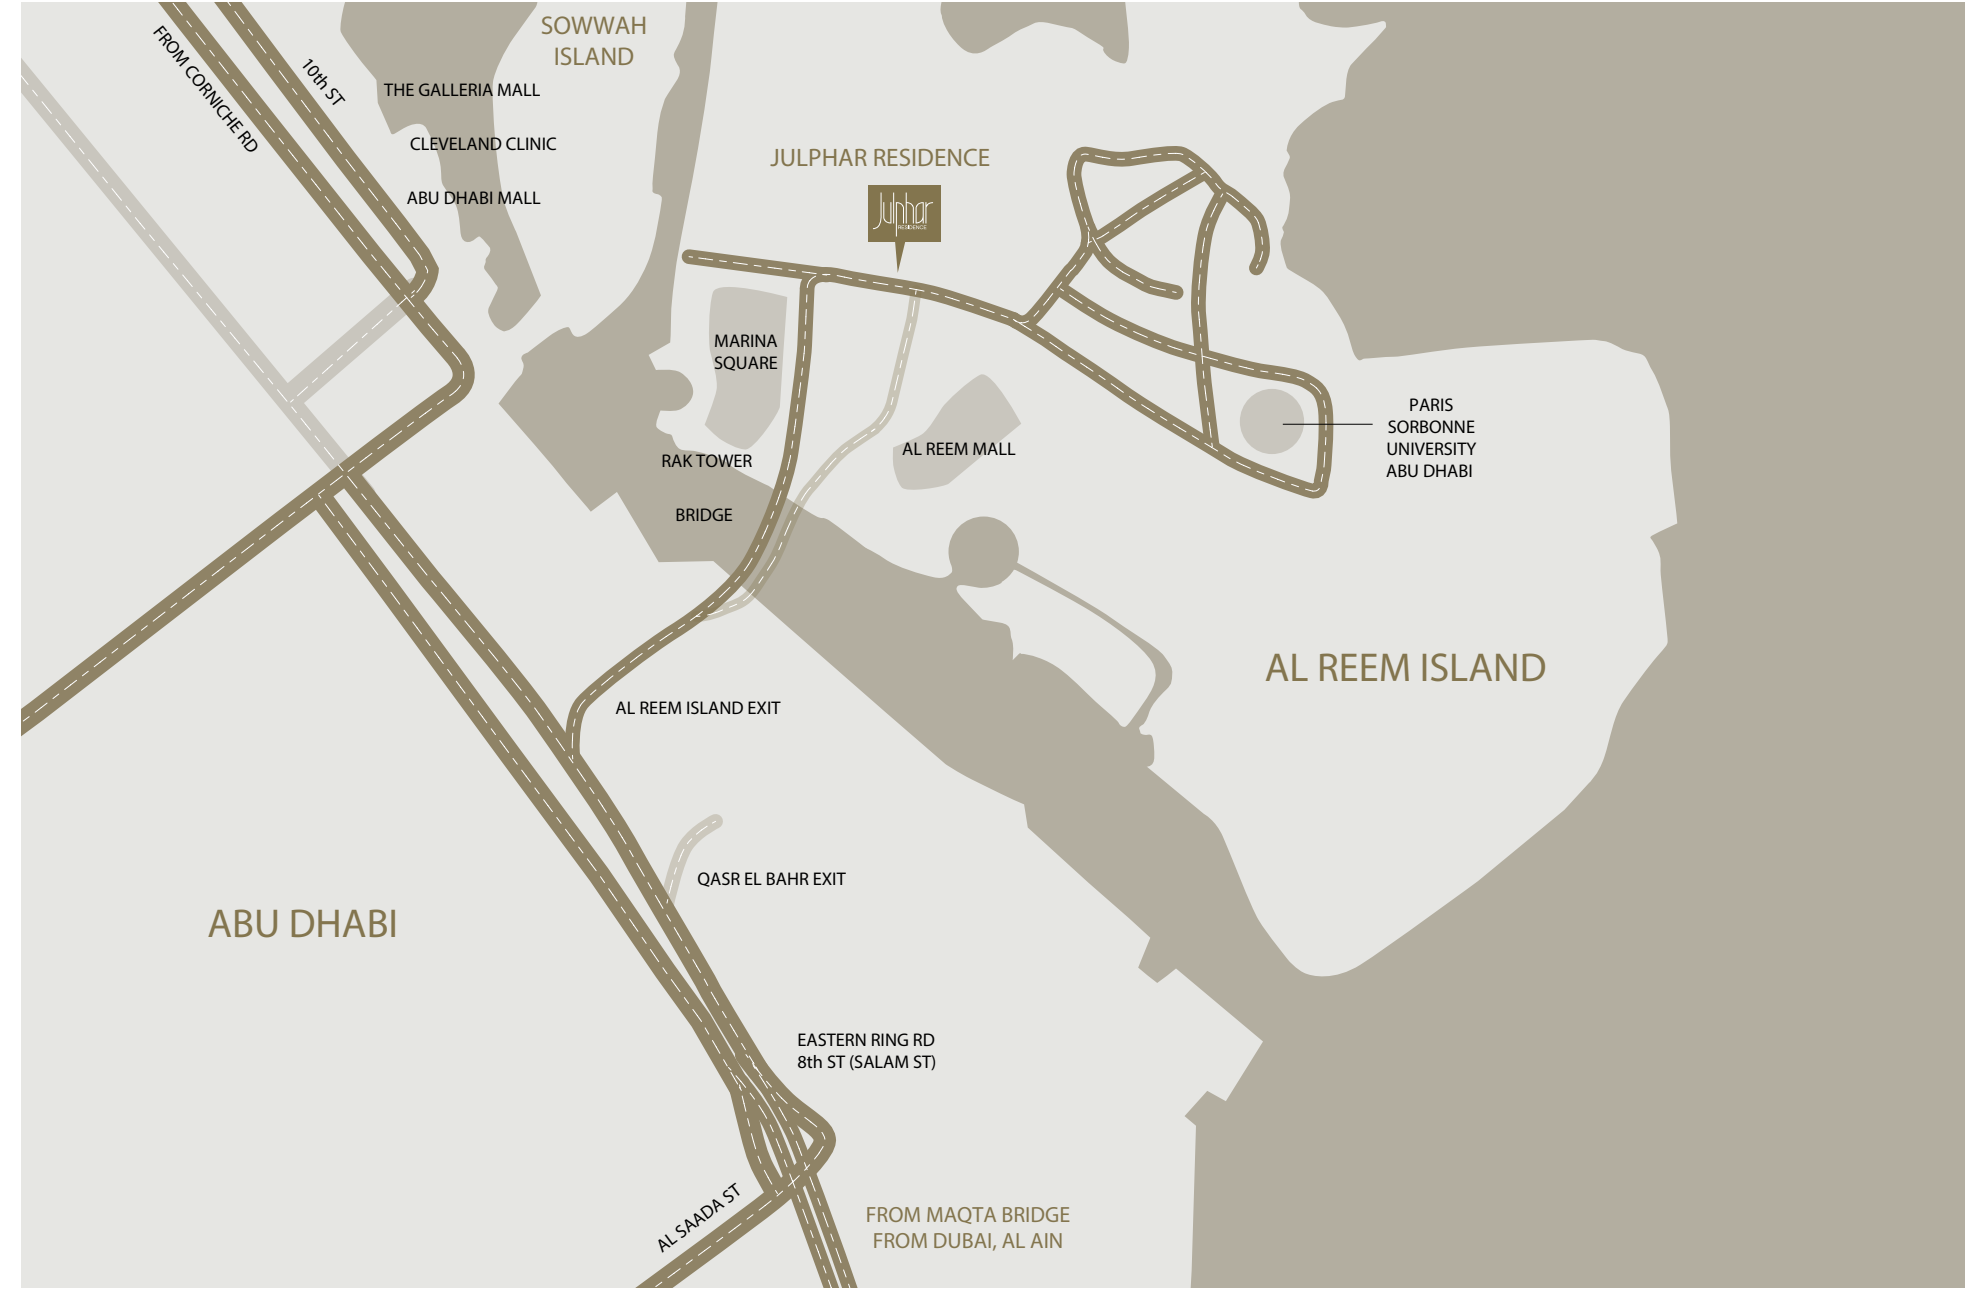 SOWWAH
ISLAND
FROM CORNICHE RD
10th ST
THE GALLERIA MALL
CLEVELAND CLINIC
ABU DHABI MALL
JULPHAR RESIDENCE
Julphar
RESIDENCE
MARINA
SQUARE
RAK TOWER
BRIDGE
AL REEM MALL
PARIS
SORBONNE
UNIVERSITY
ABU DHABI
AL REEM ISLAND
AL REEM ISLAND EXIT
QASR EL BAHR EXIT
ABU DHABI
EASTERN RING RD
8th ST (SALAM ST)
AL SAADA ST
FROM MAQTA BRIDGE
FROM DUBAI, AL AIN